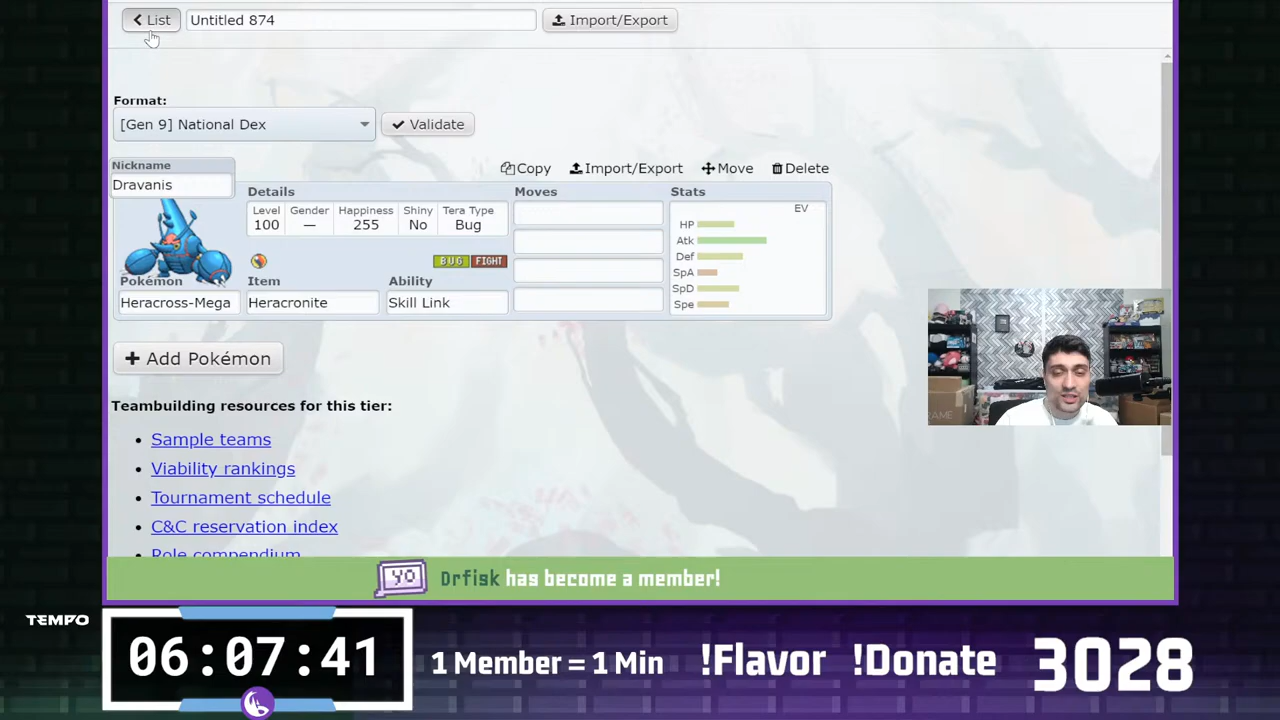 List
Untitled 874
Import/Export
Format:
[Gen 9] National Dex
Validate
Nickname
Dravanis
Copy
Import/Export
Move
Delete
Details
Moves
Stats
Level
Gender
Happiness
Shiny
Tera Type
100
—
255
No
Bug
EV
HP
Atk
Def
SpA
SpD
Spe
BUG
FIGHT
Pokémon
Item
Ability
Heracross-Mega
Heracronite
Skill Link
Add Pokémon
Teambuilding resources for this tier:
Sample teams
Viability rankings
Tournament schedule
C&C reservation index
Role compendium
YO
Drfisk has become a member!
TEMPO
06:07:41
1 Member = 1 Min
!Flavor
!Donate
3028